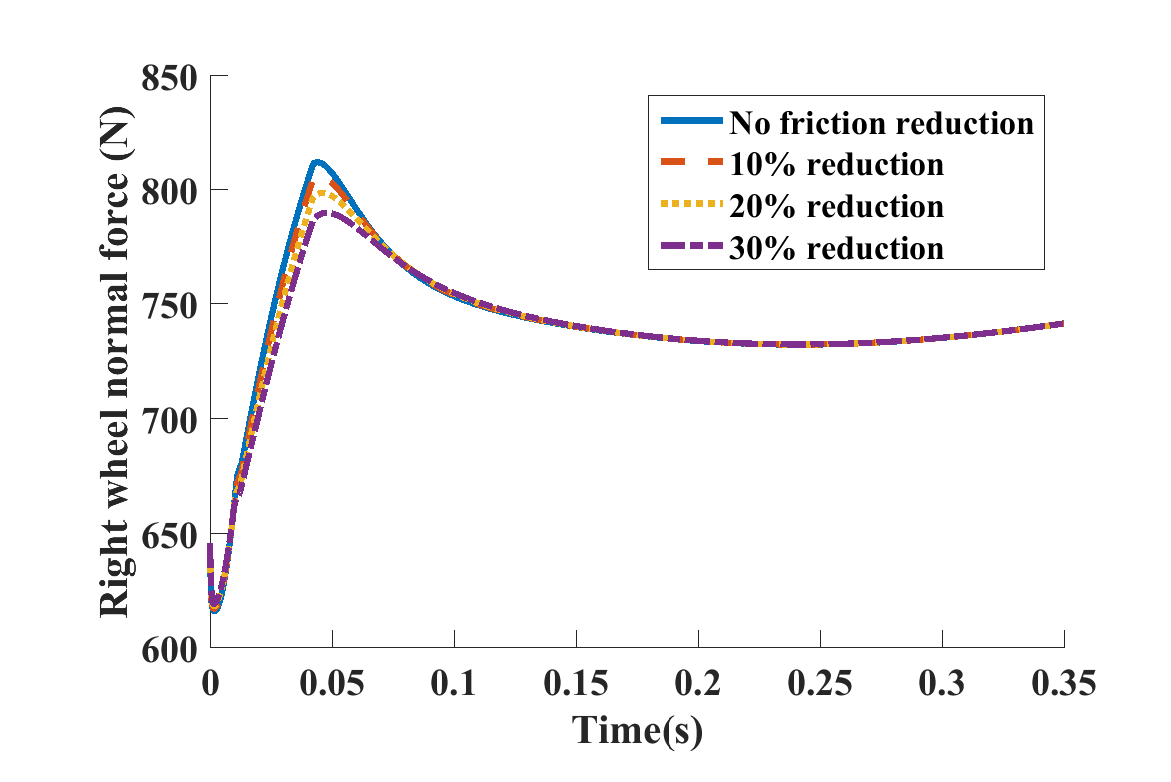 Right wheel normal force (N)
850
800
750
700
650
600
No friction reduction
10% reduction
20% reduction
30% reduction
0 0.05 0.1 0.15 0.2 0.25 0.3 0.35
Time(s)